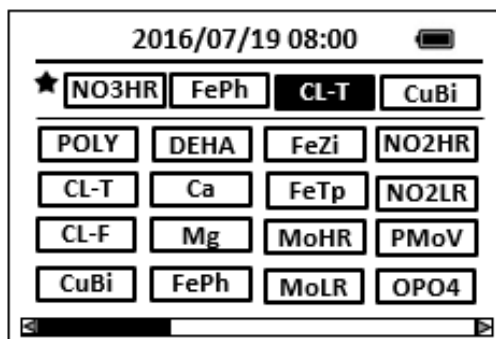 2016/07/19 08:00
NO3HR FePh CL-T CuBi
POLY DEHA FeZi NO2HR
CL-T Ca FeTp NO2LR
CL-F Mg MoHR PMoV
CuBi FePh MoLR OPO4